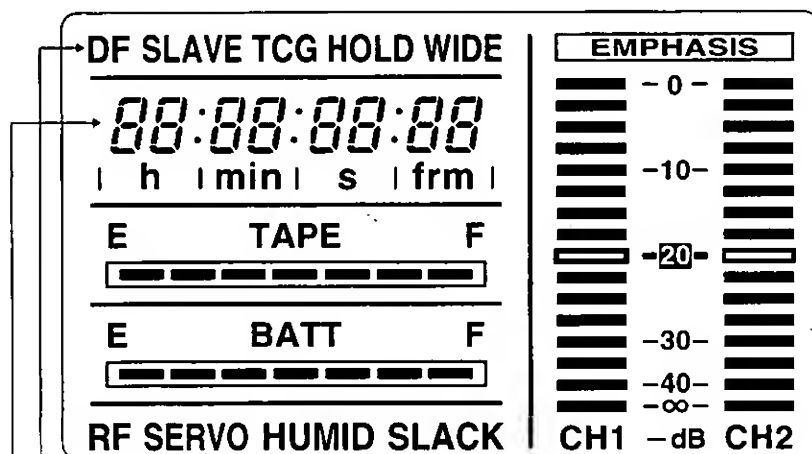 DF SLAVE TCG HOLD WIDE
88:88:88:88
h min s frm
E TAPE F
E BATT F
RF SERVO HUMID SLACK
EMPHASIS
-0-
-10-
-20-
-30-
-40-
-∞-
CH1 -dB CH2